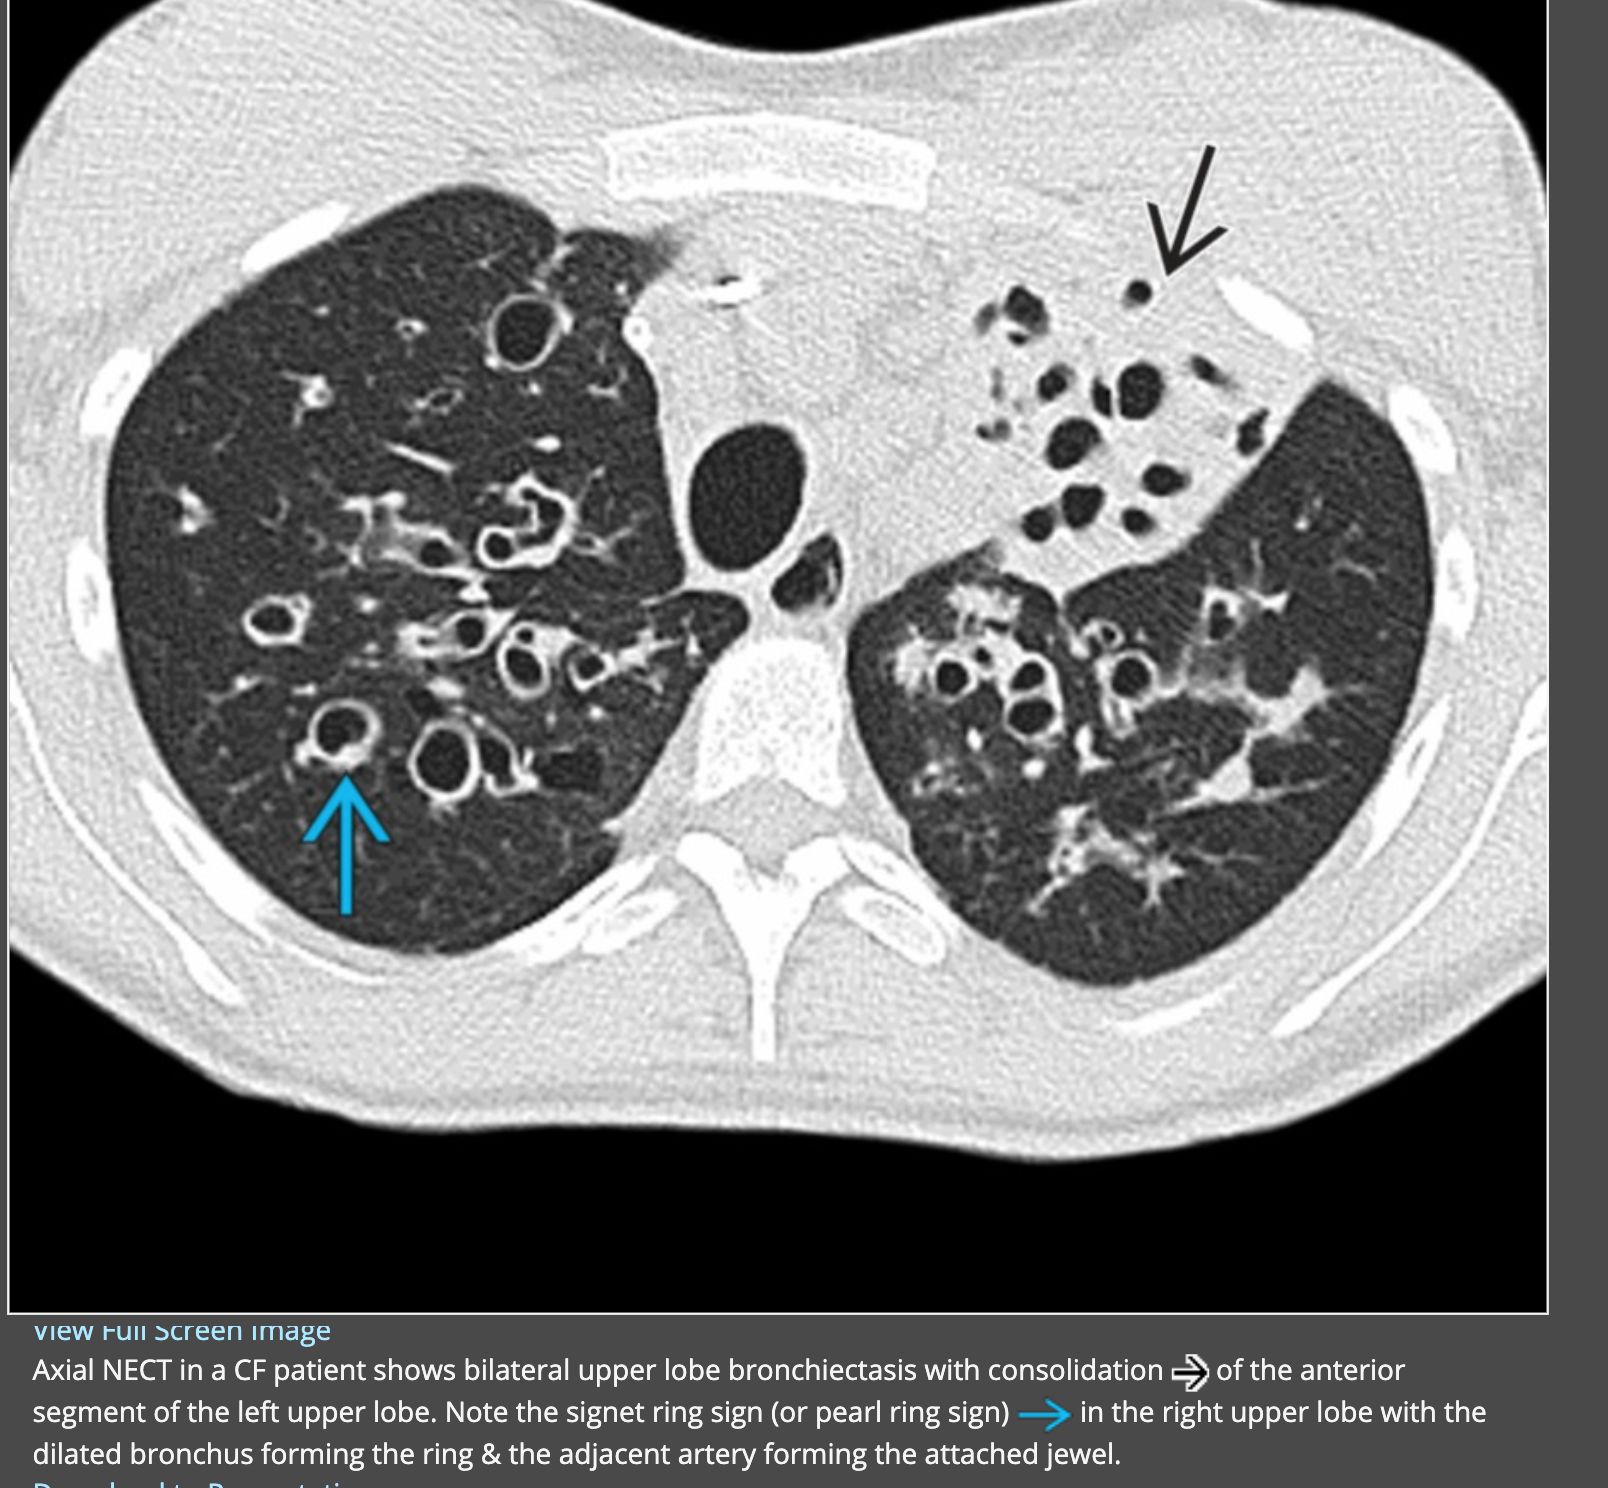 View Full Screen Image
Axial NECT in a CF patient shows bilateral upper lobe bronchiectasis with consolidation of the anterior
segment of the left upper lobe. Note the signet ring sign (or pearl ring sign) in the right upper lobe with the
dilated bronchus forming the ring & the adjacent artery forming the attached jewel.